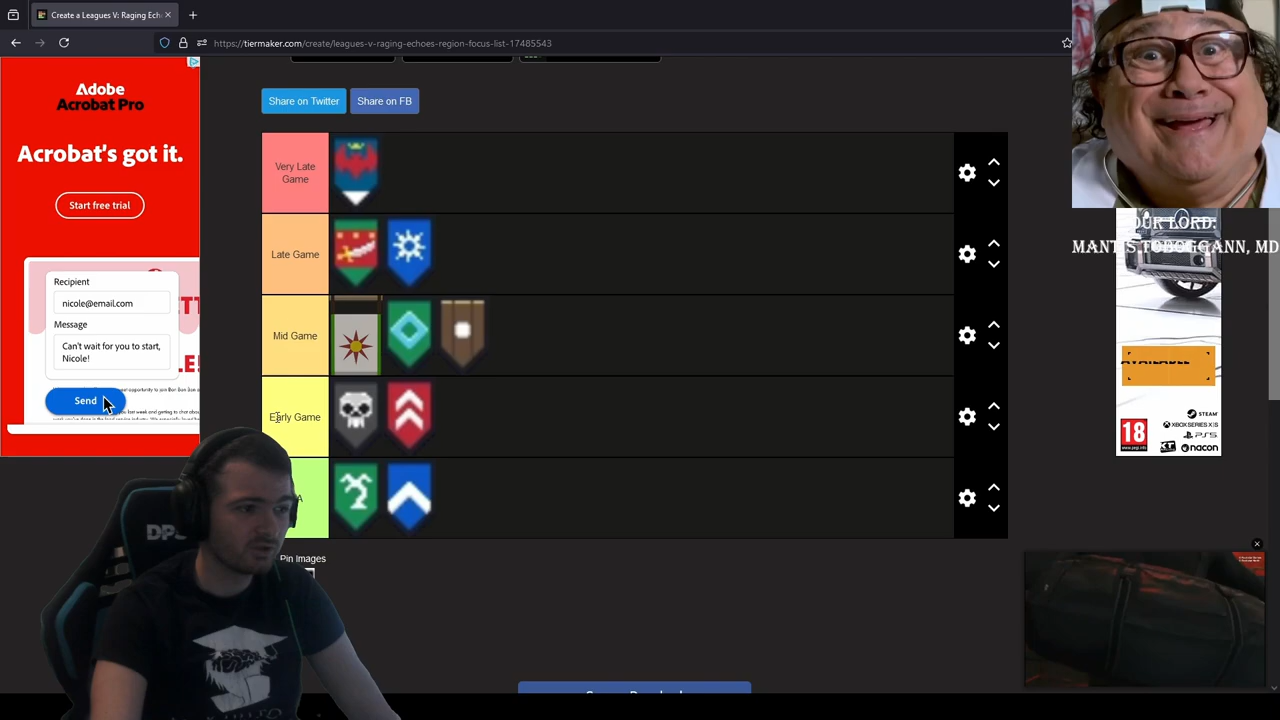 Create a Leagues V: Raging Ech
https://tiermaker.com/create/leagues-v-raging-echoes-region-focus-list-17485543
Share on Twitter
Share on FB
Adobe
Acrobat Pro
Acrobat's got it.
Start free trial
Recipient
nicole@email.com
Message
Can't wait for you to start,
Nicole!
Send
Very Late
Game
Late Game
Mid Game
Early Game
A
Pin Images
OUR LORD:
MANTIS TOBOGGANN, MD
AVAILABLE
18
STEAM
XBOX SERIES X|S
PS5
nacon
DPS